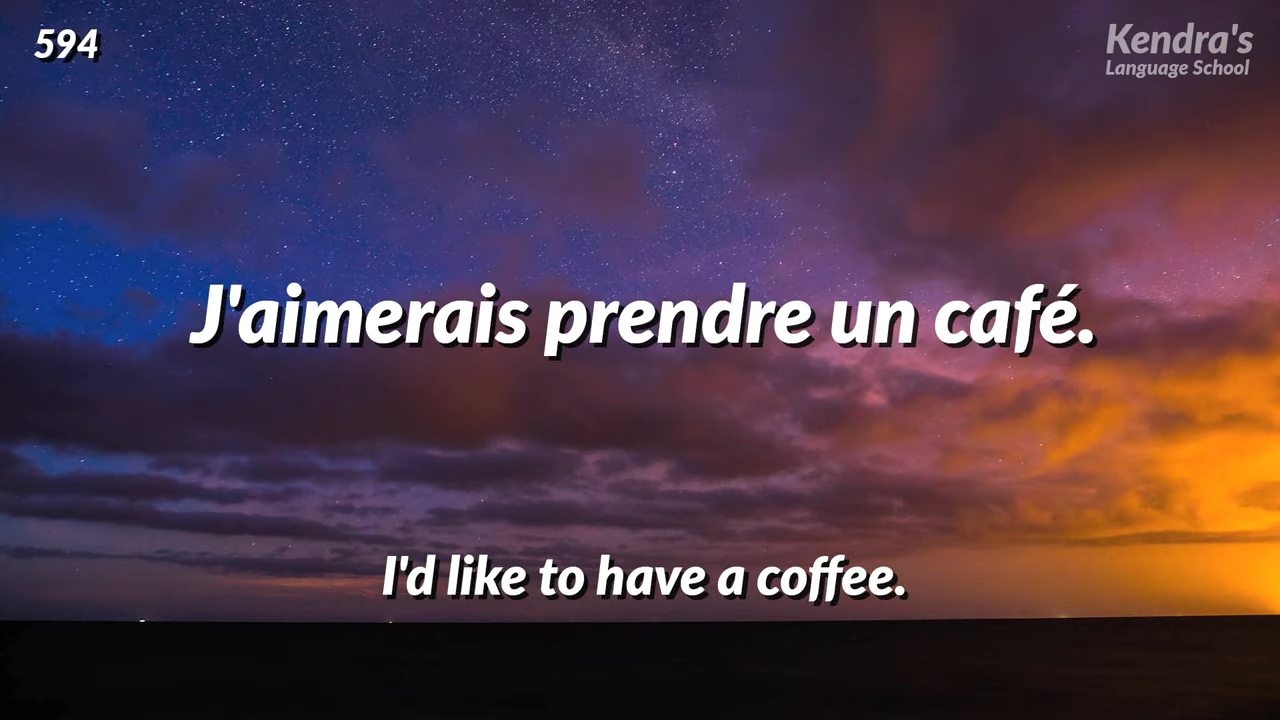 594
Kendra's
Language School
J'aimerais prendre un café.
I'd like to have a coffee.